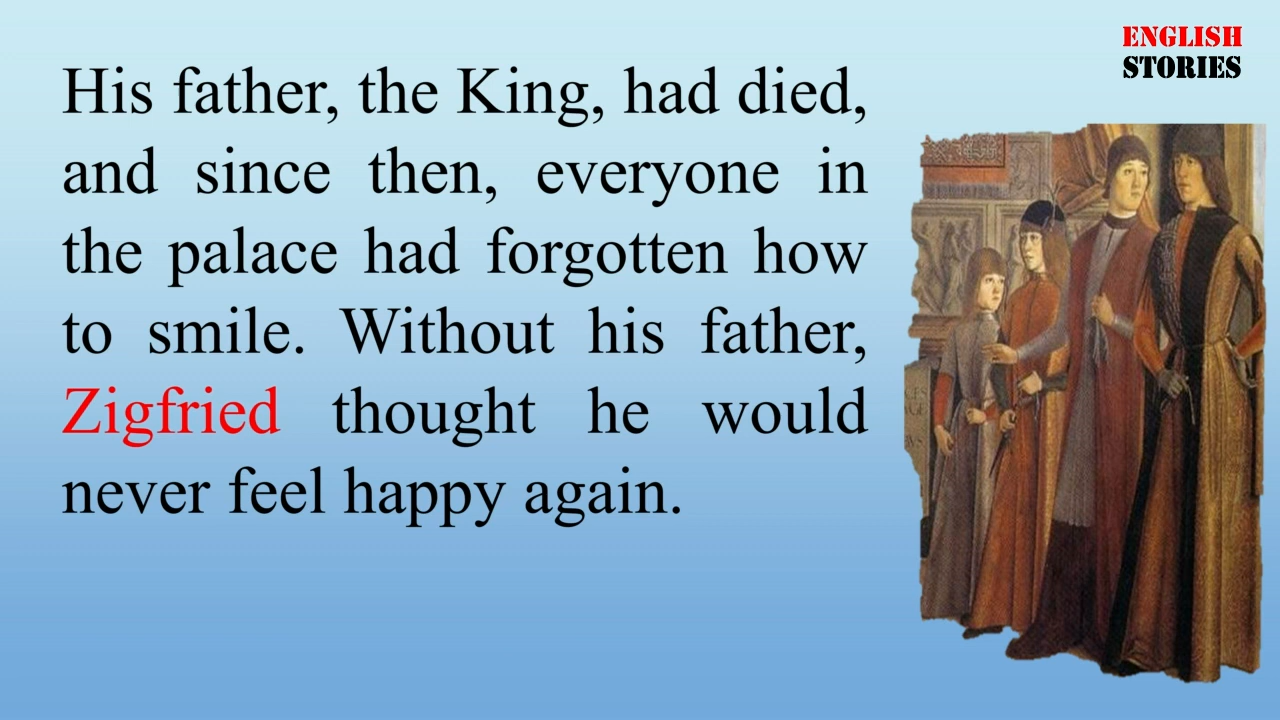 ENGLISH
STORIES
His father, the King, had died,
and since then, everyone in
the palace had forgotten how
to smile. Without his father,
Zigfried thought he would
never feel happy again.